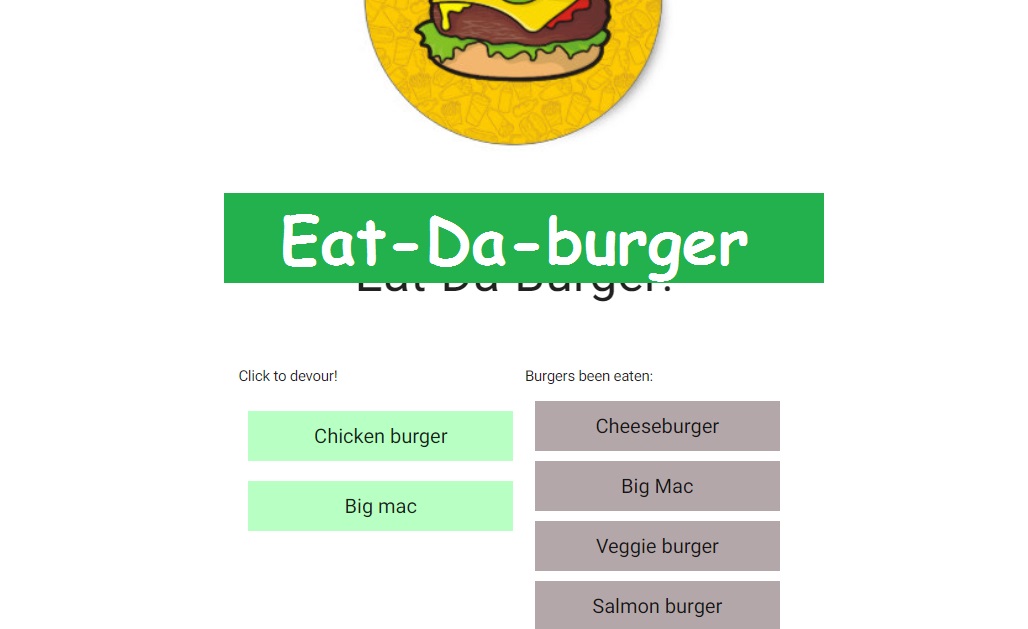 Eat-Da-burger
Eat-Da-Burger!
Click to devour!
Chicken burger
Big mac
Burgers been eaten:
Cheeseburger
Big Mac
Veggie burger
Salmon burger